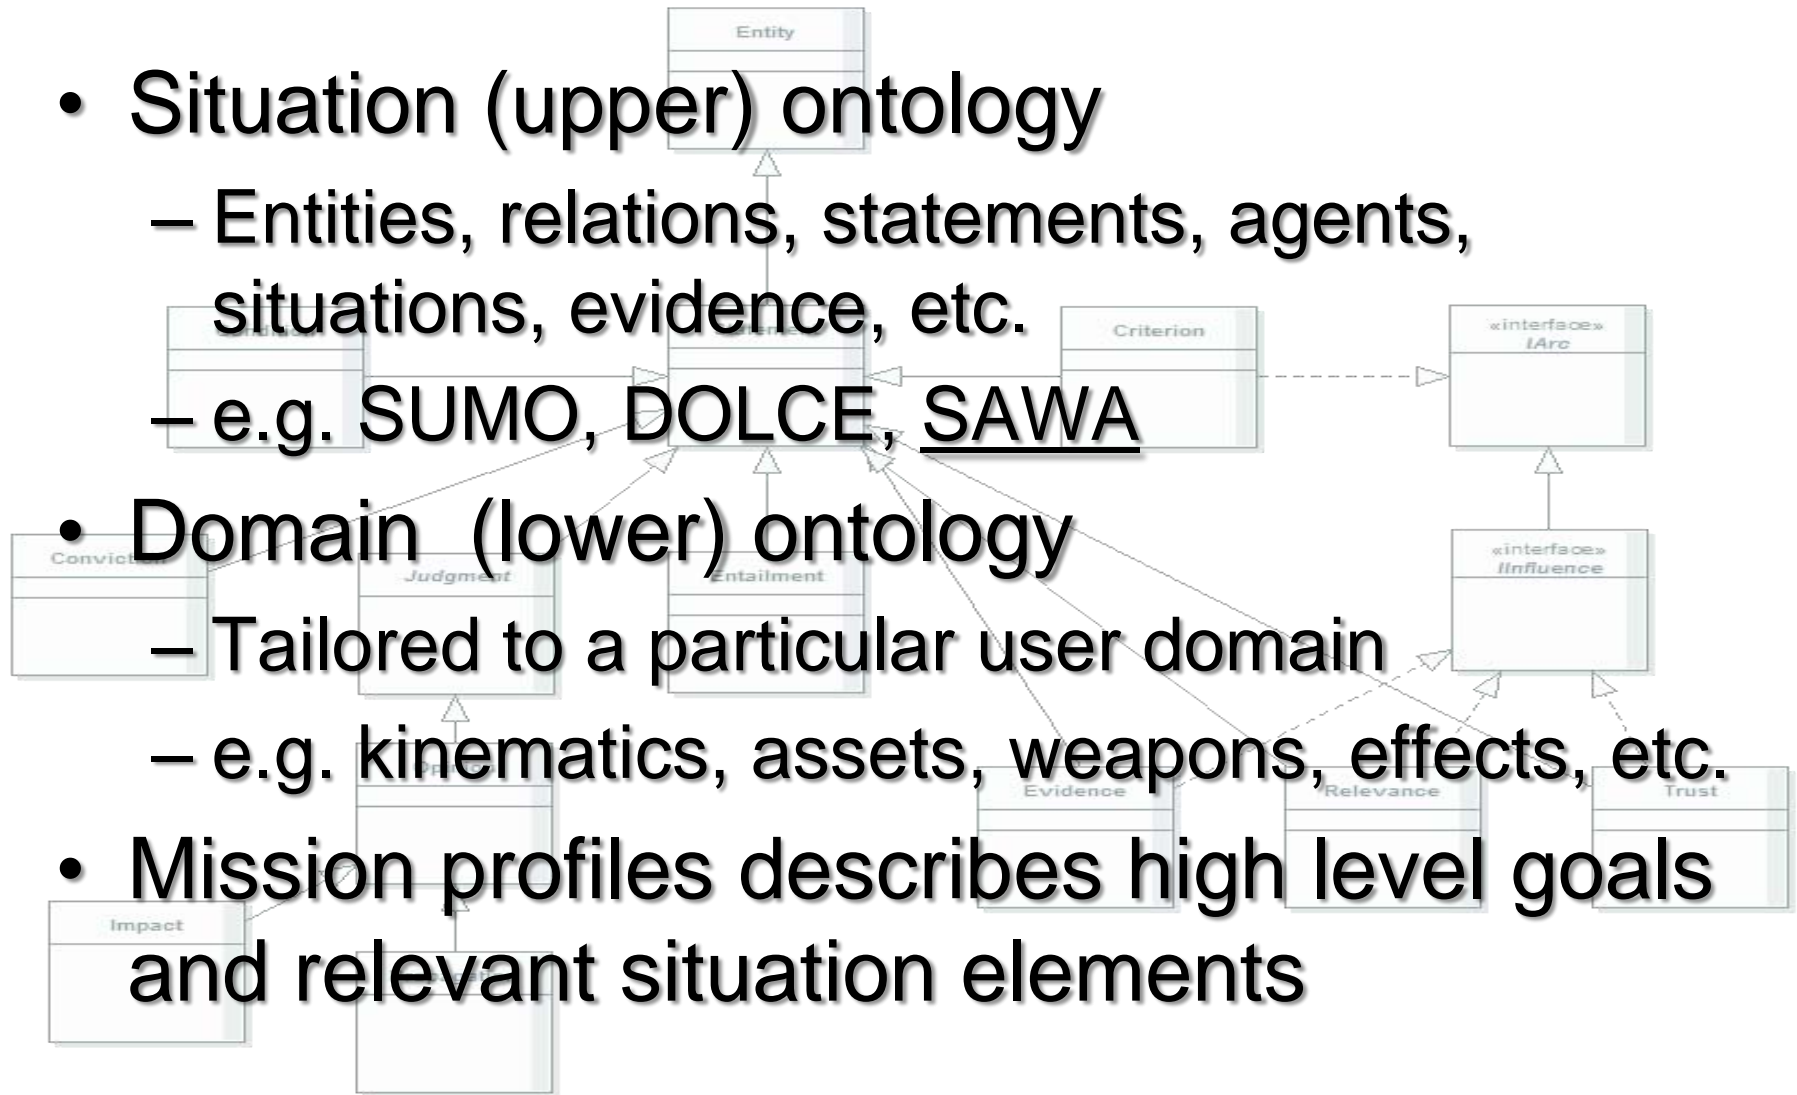 Entity
• Situation (upper) ontology
– Entities, relations, statements, agents,
situations, evidence, etc.
Criterion
«interface»
IArc
– e.g. SUMO, DOLCE, SAWA
• Domain  (lower) ontology
Conviction
Judgment
Entailment
«interface»
IInfluence
– Tailored to a particular user domain
– e.g. kinematics, assets, weapons, effects, etc.
Opinion
Evidence
Relevance
Trust
• Mission profiles describes high level goals
and relevant situation elements
Impact